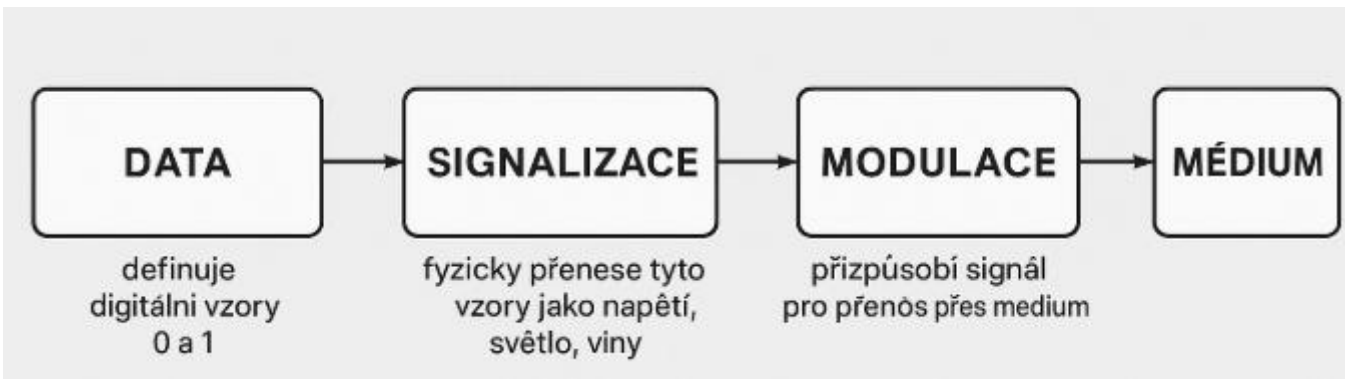 DATA
SIGNALIZACE
MODULACE
MÉDIUM
definuje
digitálni vzory
0 a 1
fyzicky přenese tyto
vzory jako napětí,
světlo, viny
přizpúsobí signál
pro přenòs přes medium